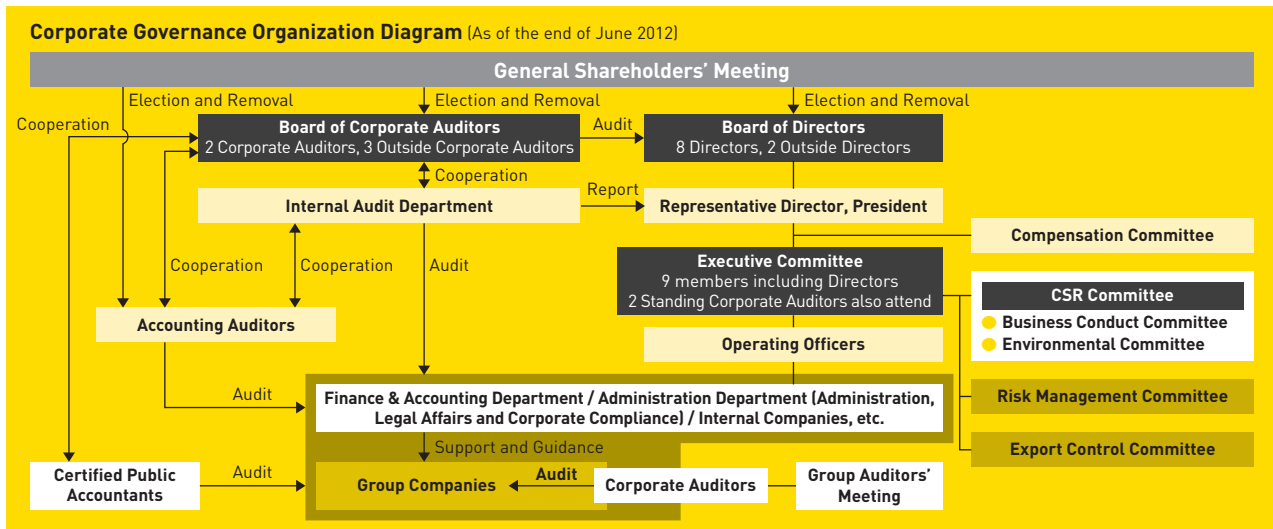 Corporate Governance Organization Diagram (As of the end of June 2012)
General Shareholders’ Meeting
Election and Removal
Election and Removal
Election and Removal
Cooperation
Board of Corporate Auditors
2 Corporate Auditors, 3 Outside Corporate Auditors
Audit
Board of Directors
8 Directors, 2 Outside Directors
Cooperation
Internal Audit Department
Report
Representative Director, President
Compensation Committee
Cooperation
Cooperation
Audit
Executive Committee
9 members including Directors
2 Standing Corporate Auditors also attend
CSR Committee
Business Conduct Committee
Environmental Committee
Accounting Auditors
Operating Officers
Audit
Finance & Accounting Department / Administration Department (Administration,
Legal Affairs and Corporate Compliance) / Internal Companies, etc.
Risk Management Committee
Support and Guidance
Export Control Committee
Certified Public
Accountants
Audit
Group Companies
Audit
Corporate Auditors
Group Auditors’
Meeting